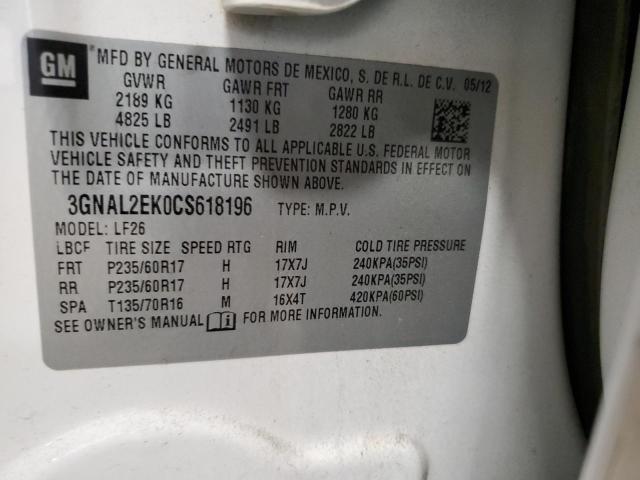 GM ® MFD BY GENERAL MOTORS DE MEXICO, S. DE R.L. DE C.V. 05/12
GVWR GAWR FRT GAWR RR
2189 KG 1130 KG 1280 KG
4825 LB 2491 LB 2822 LB
THIS VEHICLE CONFORMS TO ALL APPLICABLE U.S. FEDERAL MOTOR
VEHICLE SAFETY AND THEFT PREVENTION STANDARDS IN EFFECT ON
THE DATE OF MANUFACTURE SHOWN ABOVE.
3GNAL2EK0CS618196 TYPE: M.P.V.
MODEL: LF26
LBCF TIRE SIZE SPEED RTG RIM COLD TIRE PRESSURE
FRT P235/60R17 H 17X7J 240KPA(35PSI)
RR P235/60R17 H 17X7J 240KPA(35PSI)
SPA T135/70R16 M 16X4T 420KPA(60PSI)
SEE OWNER'S MANUAL i FOR MORE INFORMATION.